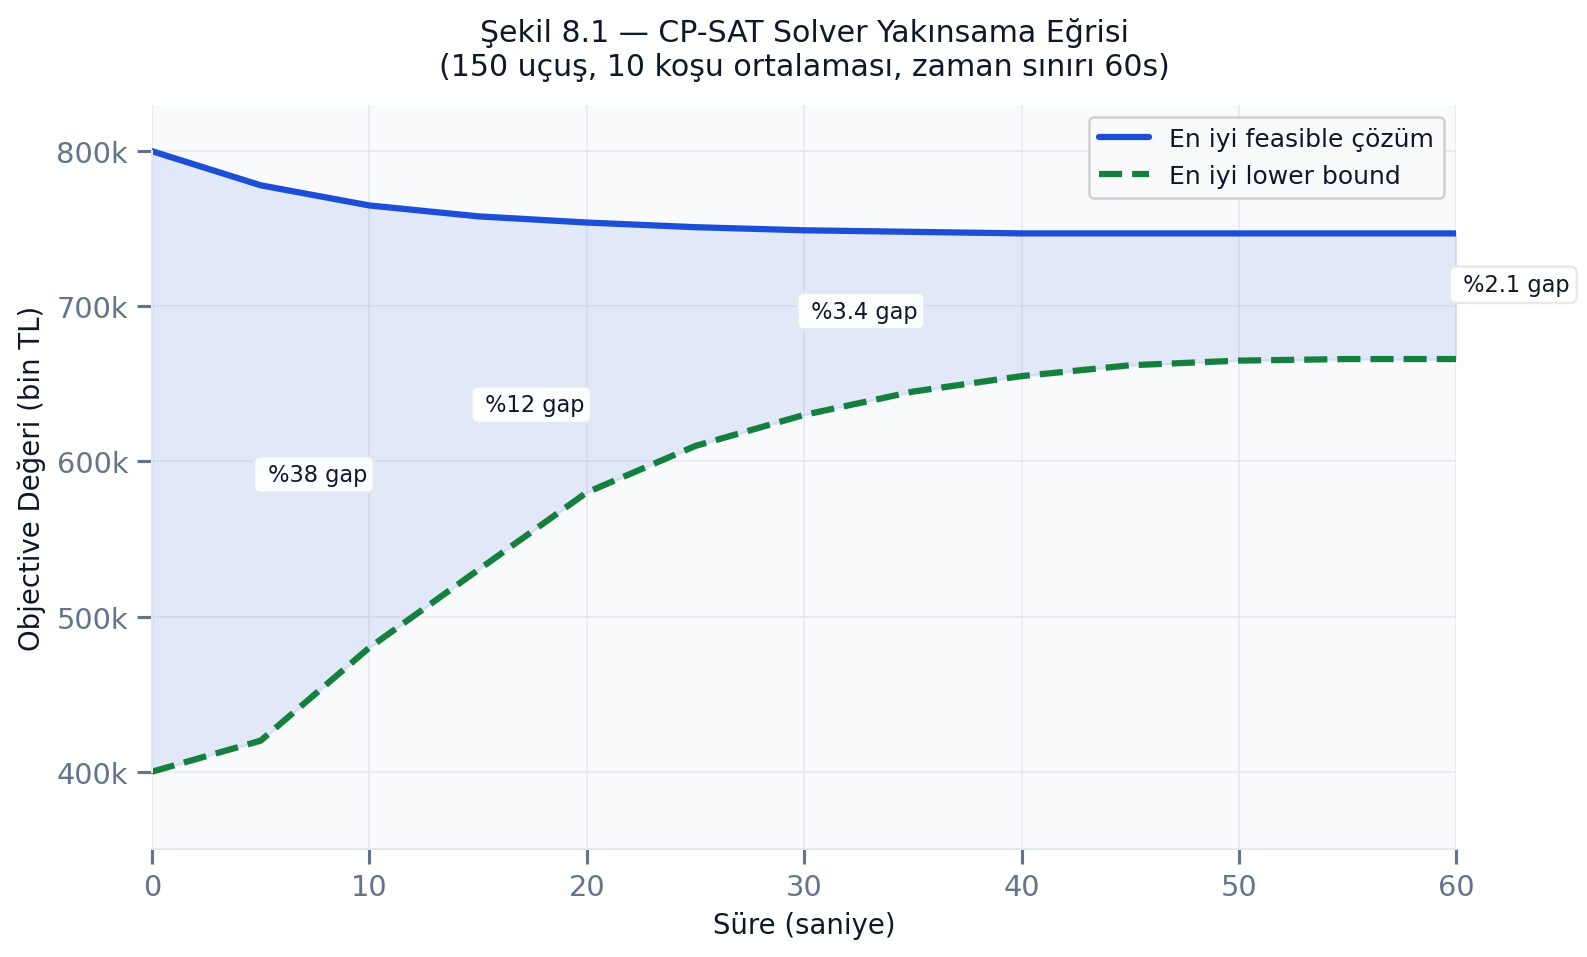 Şekil 8.1 — CP-SAT Solver Yakınsama Eğrisi
(150 uçuş, 10 koşu ortalaması, zaman sınırı 60s)
En iyi feasible çözüm
En iyi lower bound
Objective Değeri (bin TL)
800k
700k
600k
500k
400k
%38 gap
%12 gap
%3.4 gap
%2.1 gap
0 10 20 30 40 50 60
Süre (saniye)